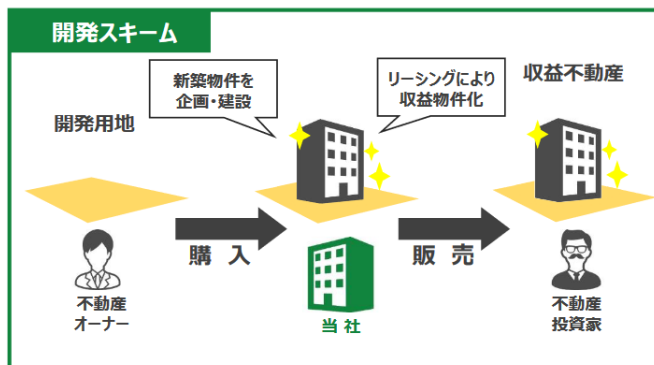 開発スキーム
新築物件を
企画・建設
リーシングにより
収益物件化
収益不動産
開発用地
購 入
販 売
不動産
オーナー
当 社
不動産
投資家